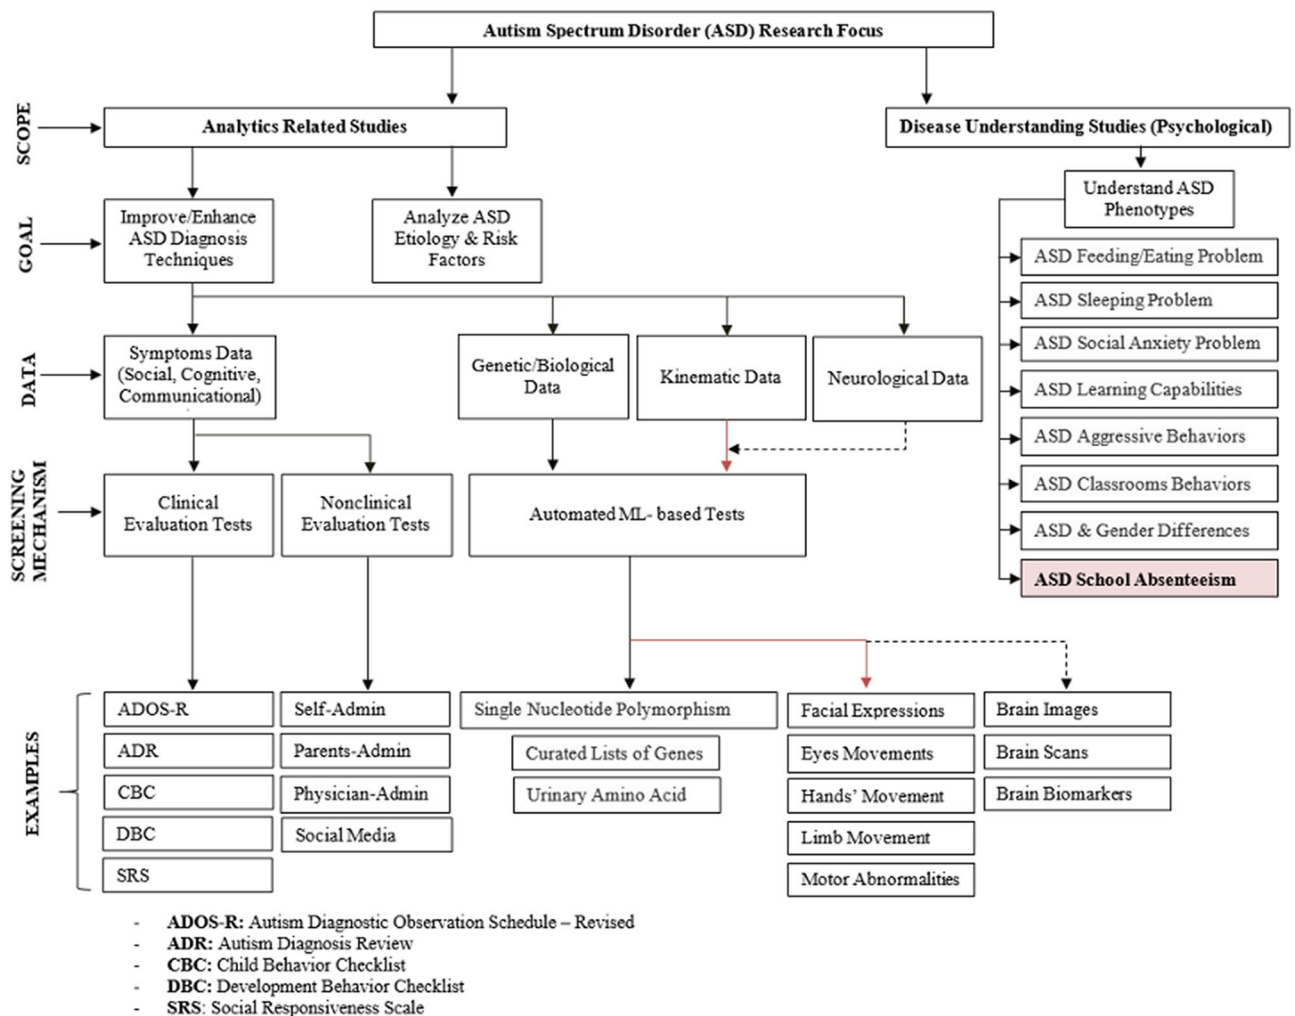 Autism Spectrum Disorder (ASD) Research Focus
SCOPE
Analytics Related Studies
Disease Understanding Studies (Psychological)
GOAL
Improve/Enhance
ASD Diagnosis
Techniques
Analyze ASD
Etiology & Risk
Factors
Understand ASD
Phenotypes
ASD Feeding/Eating Problem
ASD Sleeping Problem
ASD Social Anxiety Problem
ASD Learning Capabilities
ASD Aggressive Behaviors
ASD Classrooms Behaviors
ASD & Gender Differences
ASD School Absenteeism
DATA
Symptoms Data
(Social, Cognitive,
Communicational)
Genetic/Biological
Data
Kinematic Data
Neurological Data
SCREENING
MECHANISM
Clinical
Evaluation Tests
Nonclinical
Evaluation Tests
Automated ML- based Tests
EXAMPLES
ADOS-R
ADR
CBC
DBC
SRS
Self-Admin
Parents-Admin
Physician-Admin
Social Media
Single Nucleotide Polymorphism
Curated Lists of Genes
Urinary Amino Acid
Facial Expressions
Eyes Movements
Hands' Movement
Limb Movement
Motor Abnormalities
Brain Images
Brain Scans
Brain Biomarkers
- ADOS-R: Autism Diagnostic Observation Schedule – Revised
- ADR: Autism Diagnosis Review
- CBC: Child Behavior Checklist
- DBC: Development Behavior Checklist
- SRS: Social Responsiveness Scale